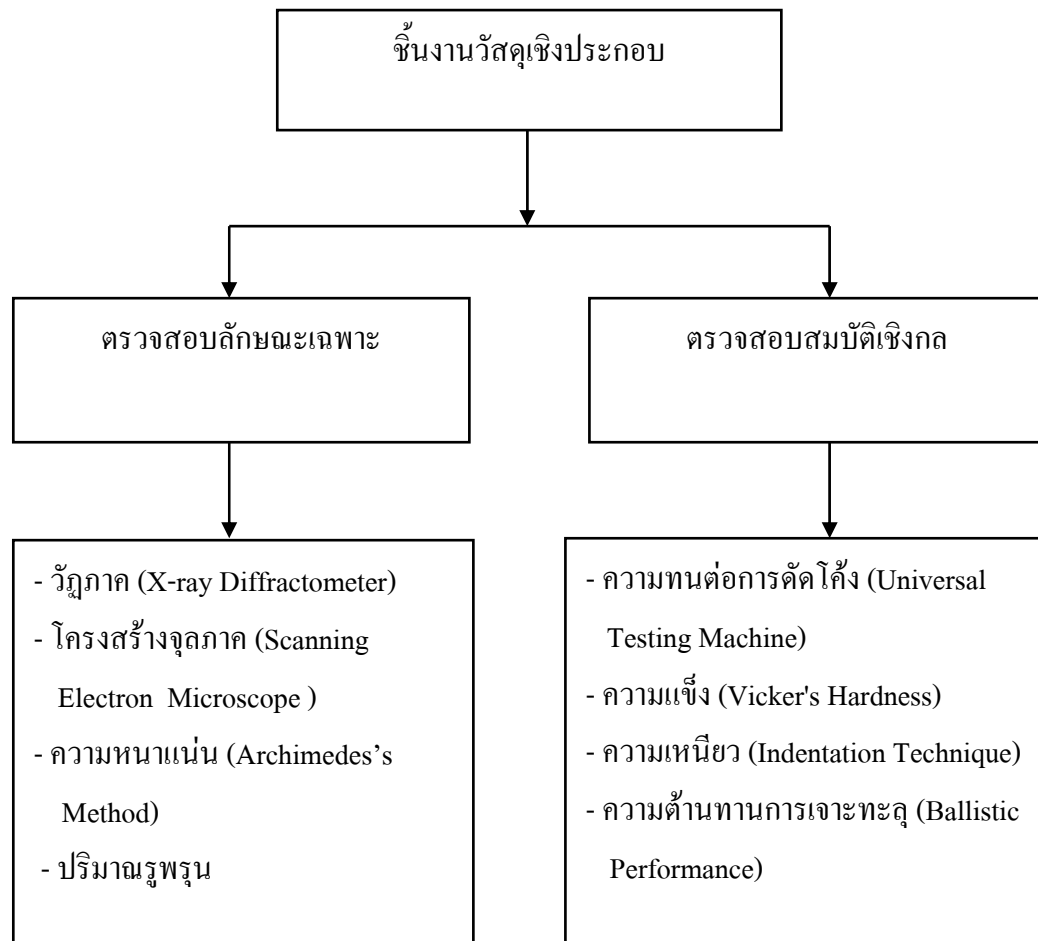 ชิ้นงานวัสดุเชิงประกอบ
ตรวจสอบลักษณะเฉพาะ
ตรวจสอบสมบัติเชิงกล
- วัฏภาค (X-ray Diffractometer)
- โครงสร้างจุลภาค (Scanning
Electron Microscope )
- ความหนาแน่น (Archimedes’s
Method)
- ปริมาณรูพรุน
- ความทนต่อการดัดโค้ง (Universal
Testing Machine)
- ความแข็ง (Vicker's Hardness)
- ความเหนียว (Indentation Technique)
- ความต้านทานการเจาะทะลุ (Ballistic
Performance)